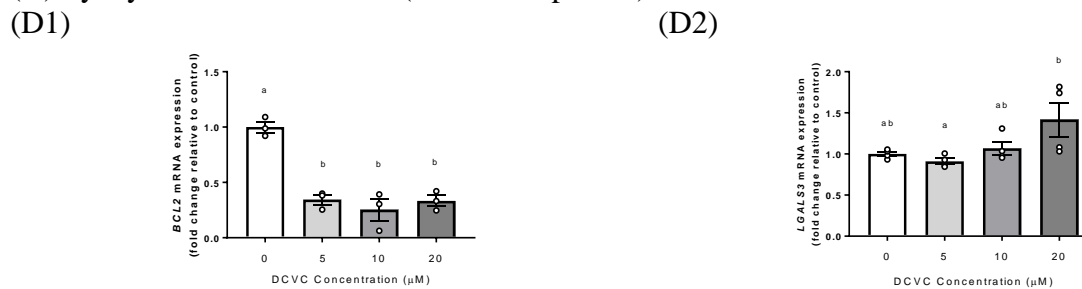 (D1)
(D2)
BCL2 mRNA expression
(fold change relative to control)
1.5
1.0
0.5
0.0
a
b
b
b
0
5
10
20
DCVC Concentration (μM)
LGALS3 mRNA expression
(fold change relative to control)
2.0
1.5
1.0
0.5
0.0
ab
a
ab
b
0
5
10
20
DCVC Concentration (μM)